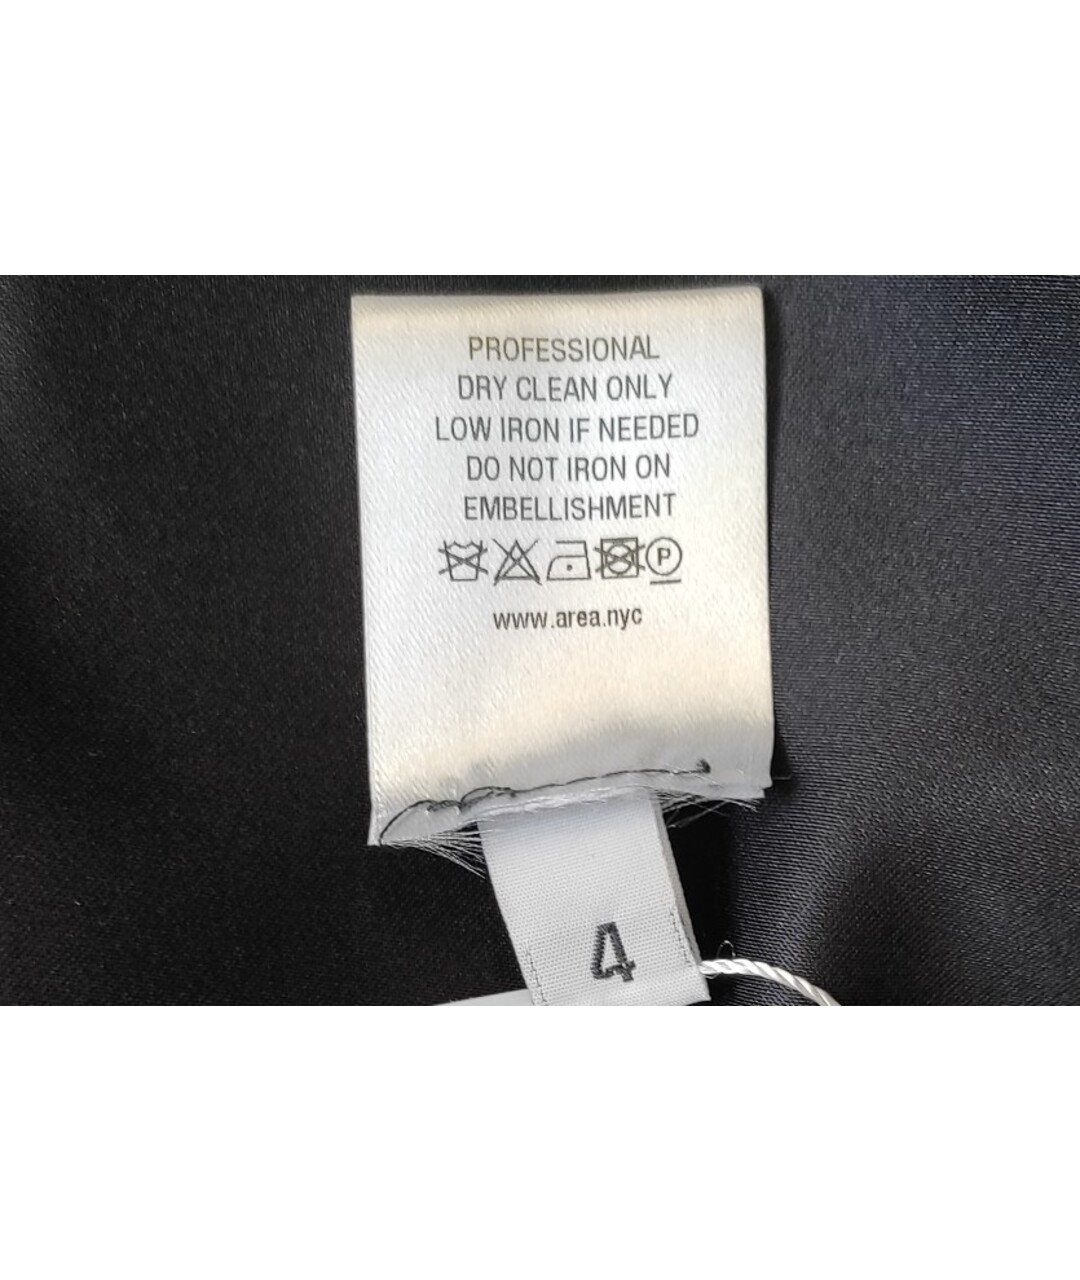 PROFESSIONAL
DRY CLEAN ONLY
LOW IRON IF NEEDED
DO NOT IRON ON
EMBELLISHMENT
P
www.area.nyc
4